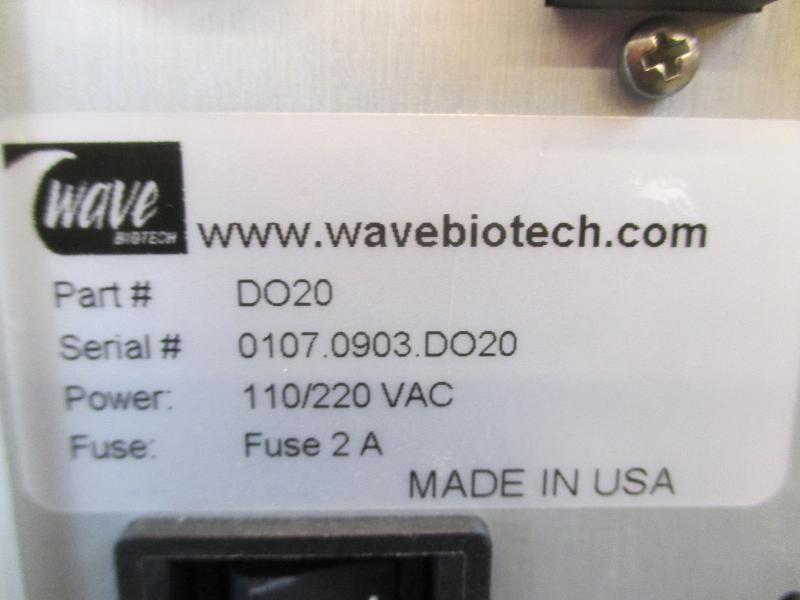 wave
BIOTECH
www.wavebiotech.com
Part # DO20
Serial # 0107.0903.DO20
Power: 110/220 VAC
Fuse: Fuse 2 A
MADE IN USA